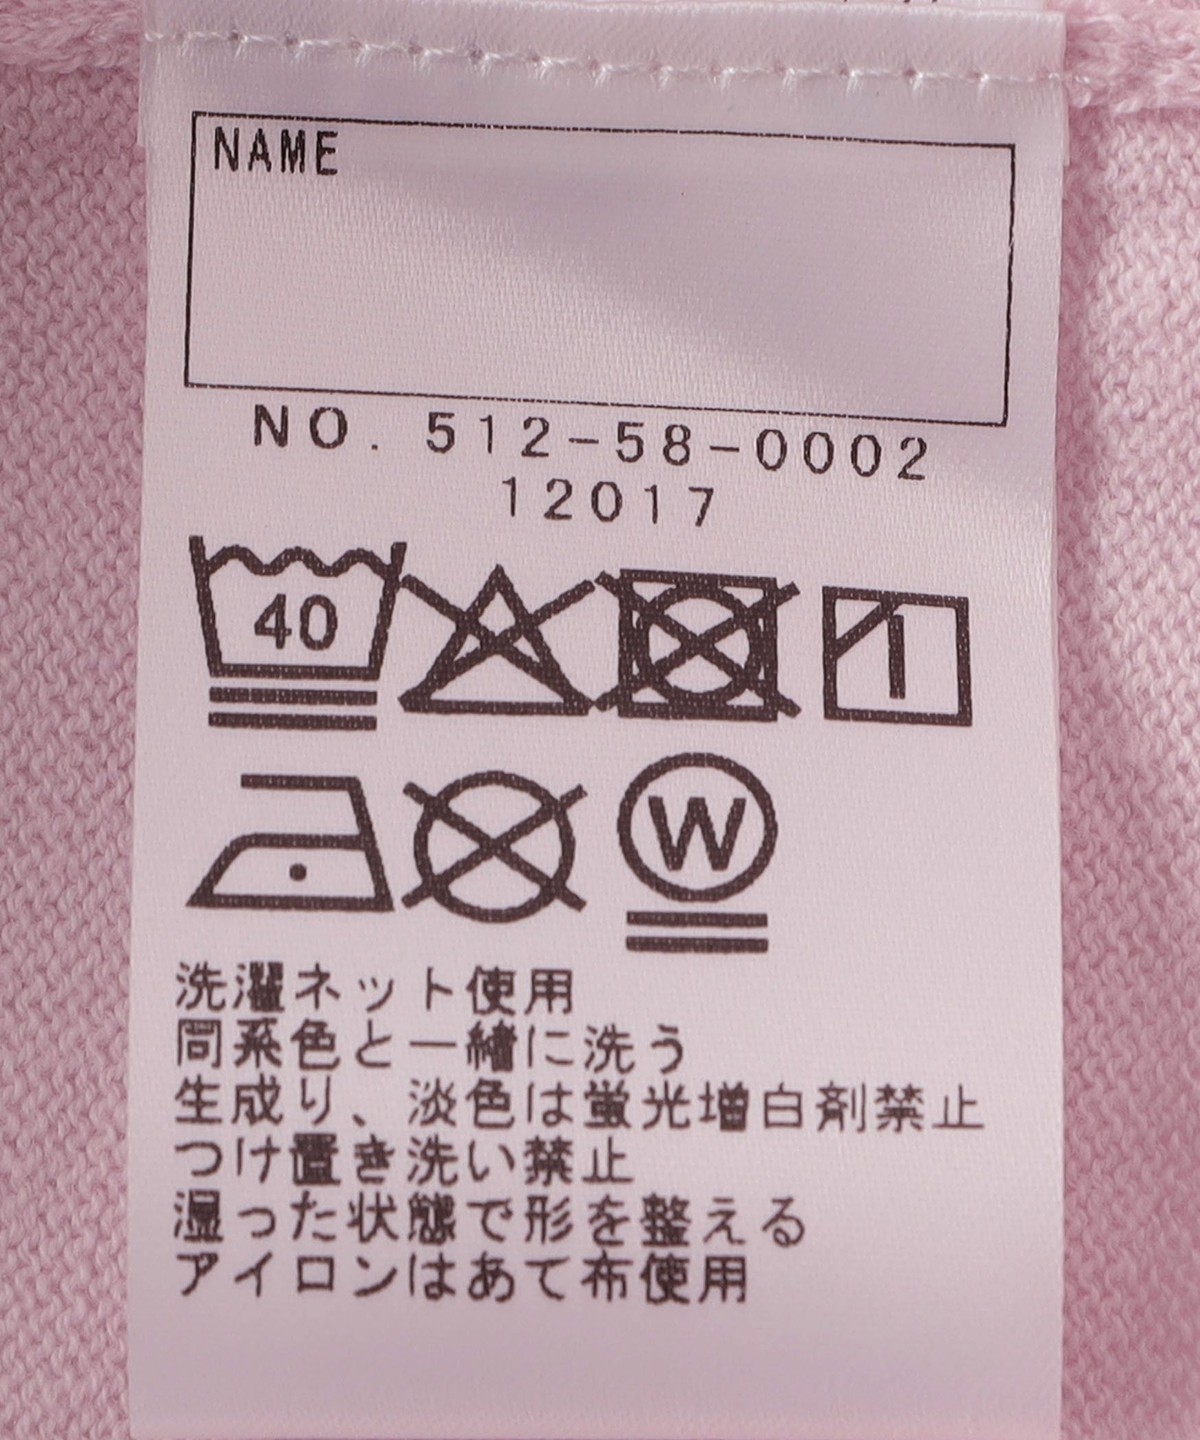 NAME
NO. 512-58-0002
12017
40
W
洗濯ネット使用
同系色と一緒に洗う
生成り、淡色は蛍光増白剤禁止
つけ置き洗い禁止
湿った状態で形を整える
アイロンはあて布使用